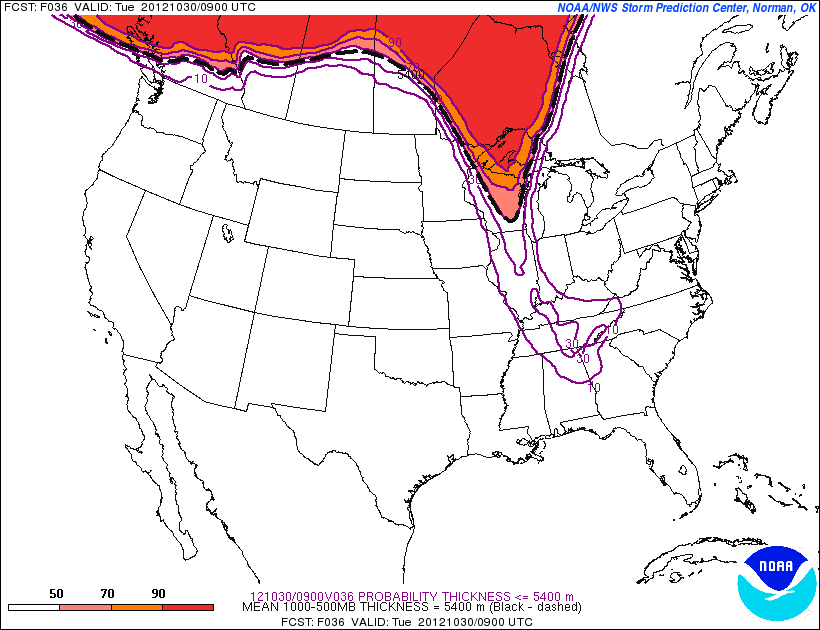 FCST: F036 VALID: Tue 20121030/0900 UTC
NOAA/NWS Storm Prediction Center, Norman, OK
90
10
5400
10
30
30
10
50 70 90
121030/0900V036 PROBABILITY THICKNESS <= 5400 m
MEAN 1000-500MB THICKNESS = 5400 m (Black - dashed)
FCST: F036 VALID: Tue 20121030/0900 UTC
NOAA